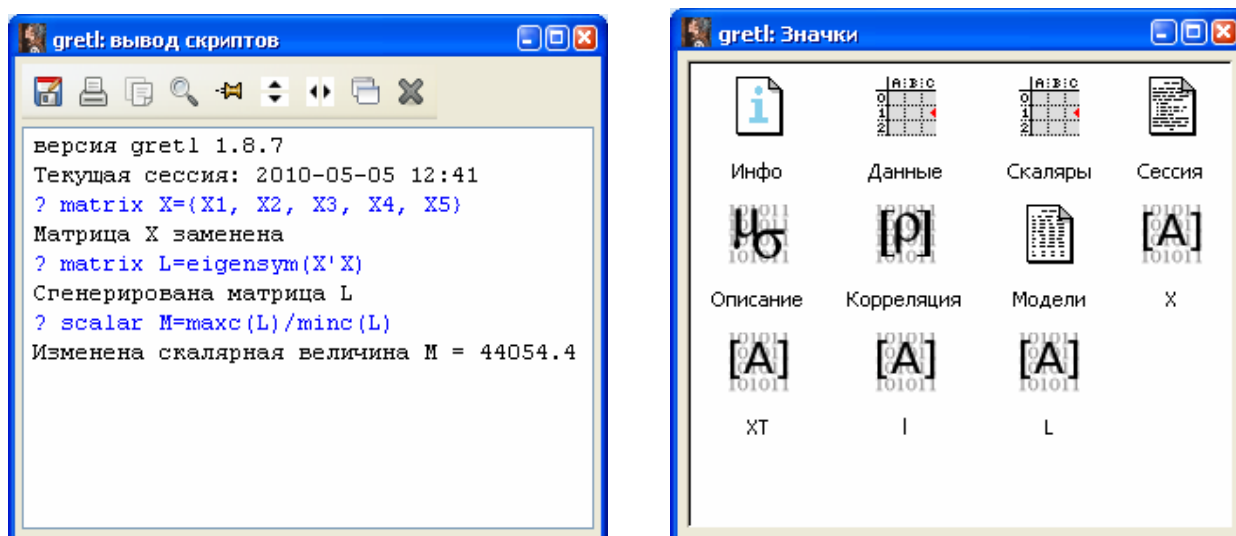 gretl: вывод скриптов
версия gretl 1.8.7
Текущая сессия: 2010-05-05 12:41
? matrix X={X1, X2, X3, X4, X5}
Матрица X заменена
? matrix L=eigensym(X'X)
Сгенерирована матрица L
? scalar M=maxc(L)/minc(L)
Изменена скалярная величина M = 44054.4
gretl: Значки
Инфо Данные Скаляры Сессия
Описание Корреляция Модели X
XT l L